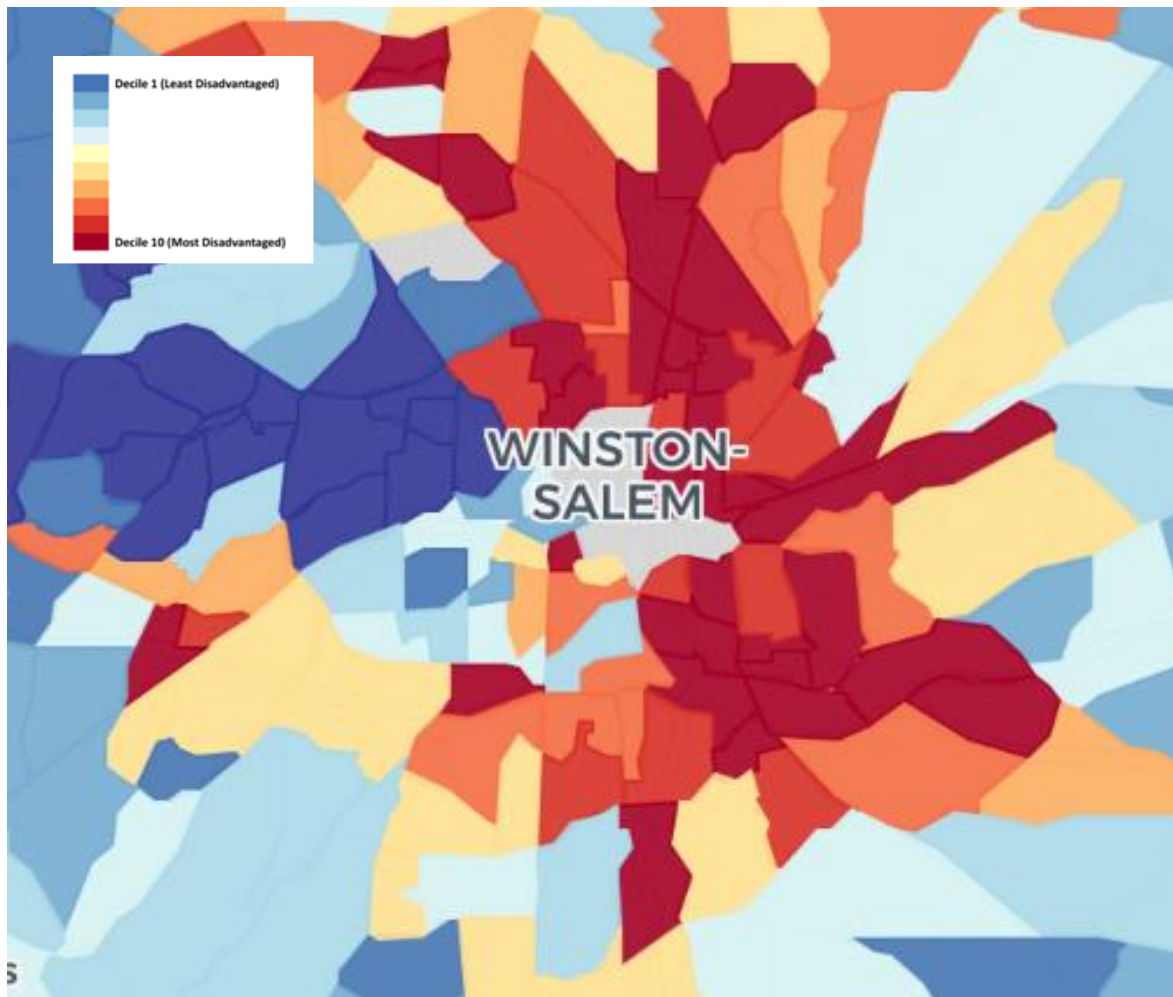 Decile 1 (Least Disadvantaged)
Decile 10 (Most Disadvantaged)
WINSTON-
SALEM
s